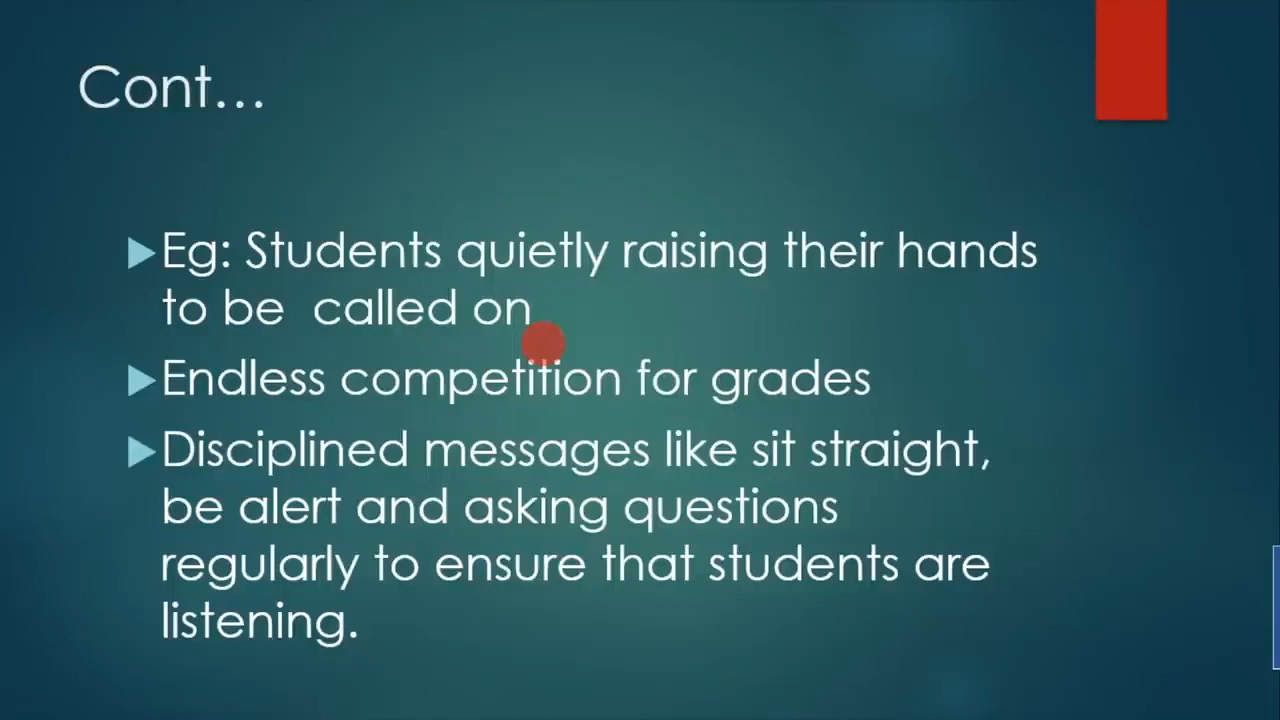 Cont...
Eg: Students quietly raising their hands
to be  called on
Endless competition for grades
Disciplined messages like sit straight,
be alert and asking questions
regularly to ensure that students are
listening.